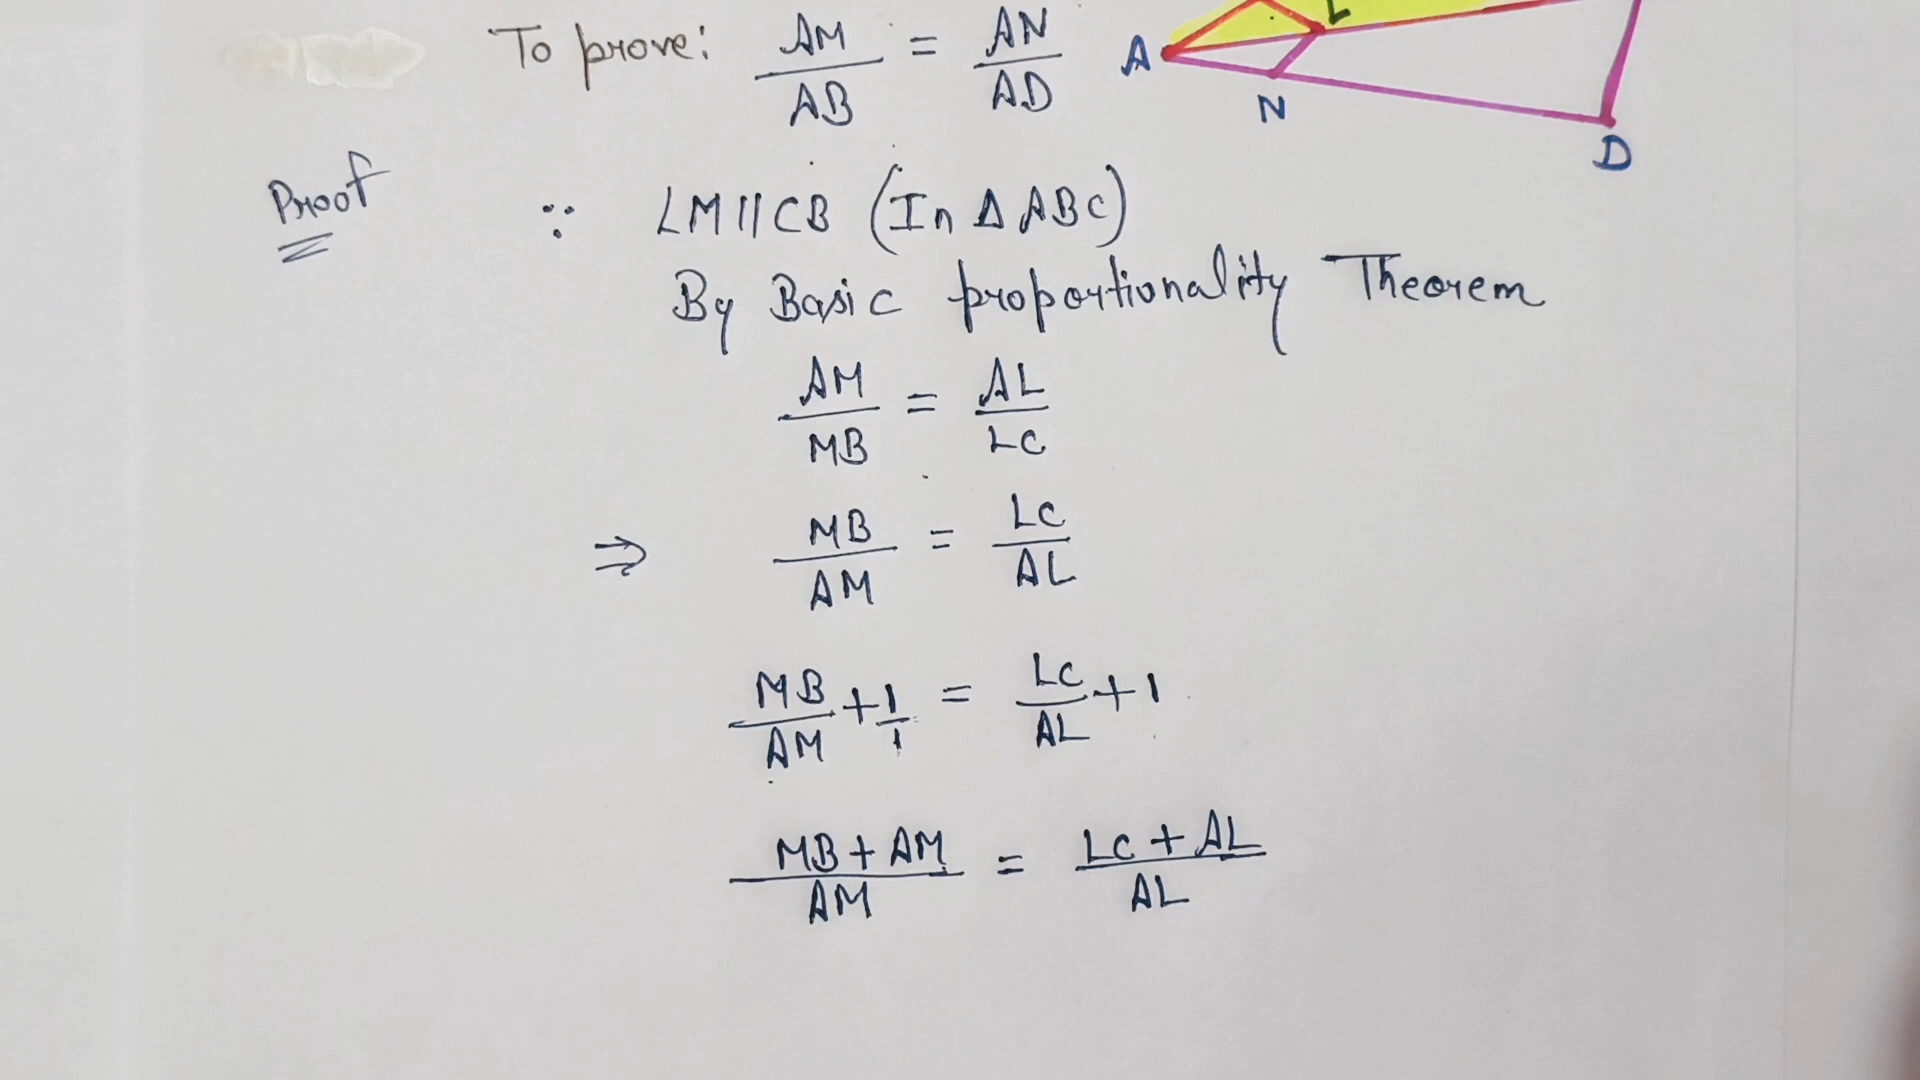 To prove: AM/AB = AN/AD
L
A
N
D
Proof
∵ LM||CB (In Δ ABC)
By Basic proportionality Theorem
AM/MB = AL/LC
⇒ MB/AM = LC/AL
MB/AM + 1/1 = LC/AL + 1
MB + AM/AM = LC + AL/AL